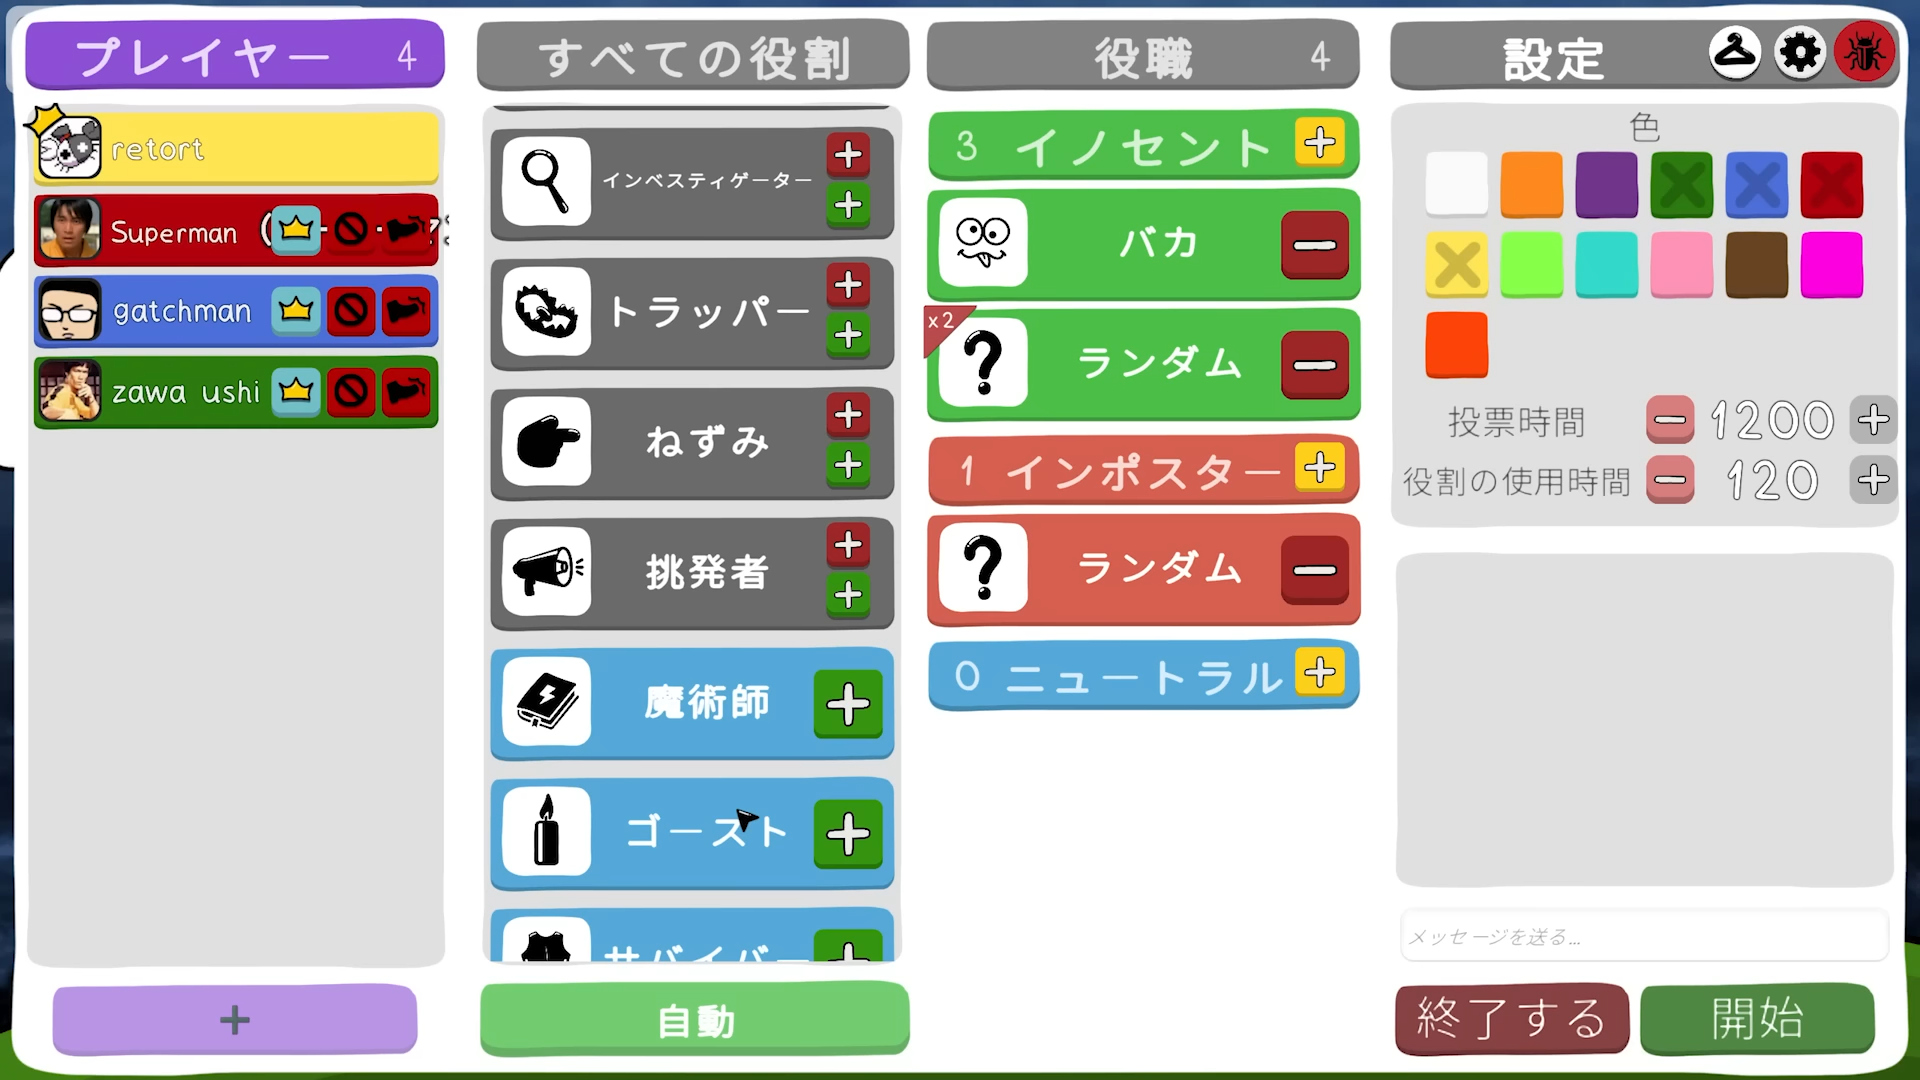 プレイヤー 4
retort
Superman
gatchman
zawa ushi
すべての役割
インベスティゲーター
トラッパー
ねずみ
挑発者
魔術師
ゴースト
サバイバー
自動
役職 4
3 イノセント
バカ
x2
ランダム
1 インポスター
ランダム
0 ニュートラル
設定
色
投票時間 1200
役割の使用時間 120
メッセージを送る...
終了する
開始